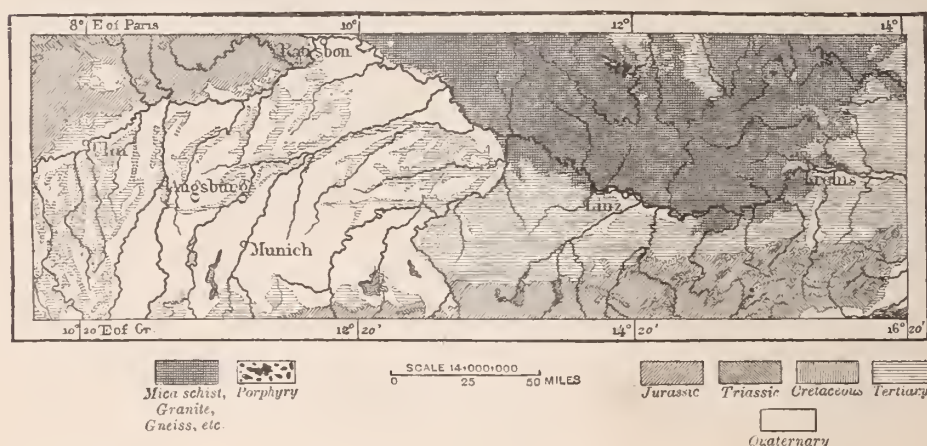 8° E of Paris 10° 12° 14°
Ratisbon
Ulm
Augsburg
Munich
Linz
Krems
10° 20' E of Gr. 12° 20' 14° 20' 16° 20'
SCALE 1:4·000·000
0 25 50 MILES
Mica schist,
Granite,
Gneiss, etc.
Porphyry
Jurassic Triassic Cretaceous Tertiary
Quaternary